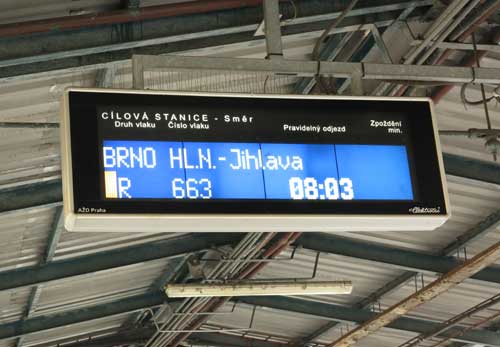 CÍLOVÁ STANICE - Směr
Druh vlaku Číslo vlaku Pravidelný odjezd Zpoždění min.
BRNO HL.N.-Jihlava
R 663 08:03
AŽD Praha